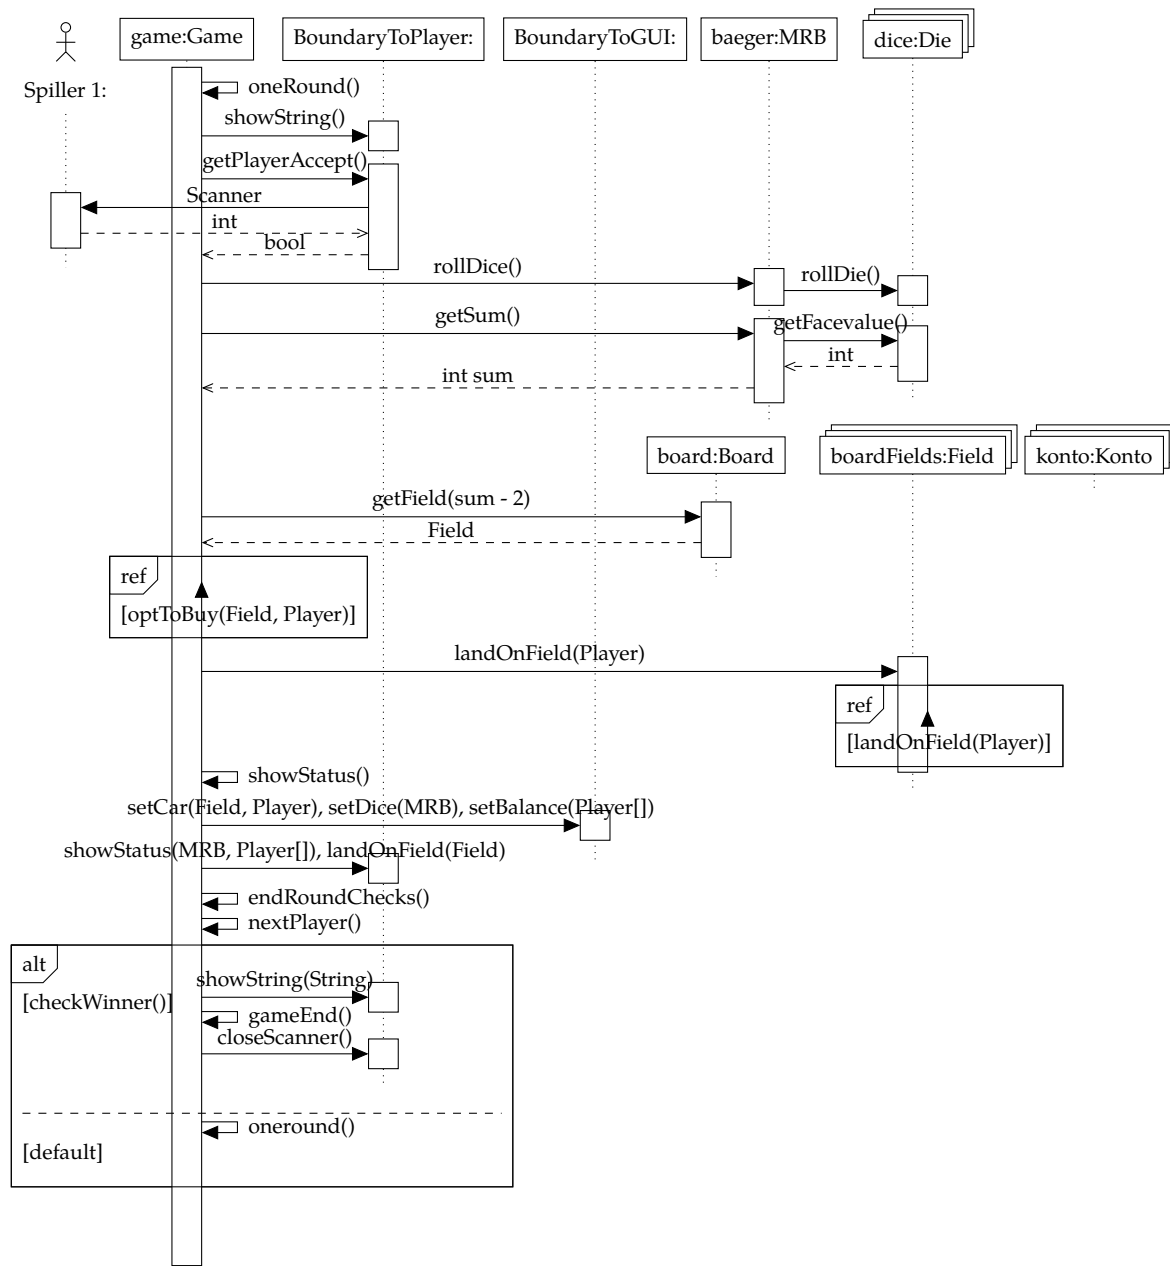 game:Game
BoundaryToPlayer:
BoundaryToGUI:
baeger:MRB
dice:Die
Spiller 1:
oneRound()
showString()
getPlayerAccept()
Scanner
int
bool
rollDice()
rollDie()
getSum()
getFacevalue()
int
int sum
board:Board
boardFields:Field
konto:Konto
getField(sum - 2)
Field
ref
[optToBuy(Field, Player)]
landOnField(Player)
ref
[landOnField(Player)]
showStatus()
setCar(Field, Player), setDice(MRB), setBalance(Player[])
showStatus(MRB, Player[]), landOnField(Field)
endRoundChecks()
nextPlayer()
alt
showString(String)
[checkWinner()]
gameEnd()
closeScanner()
oneround()
[default]